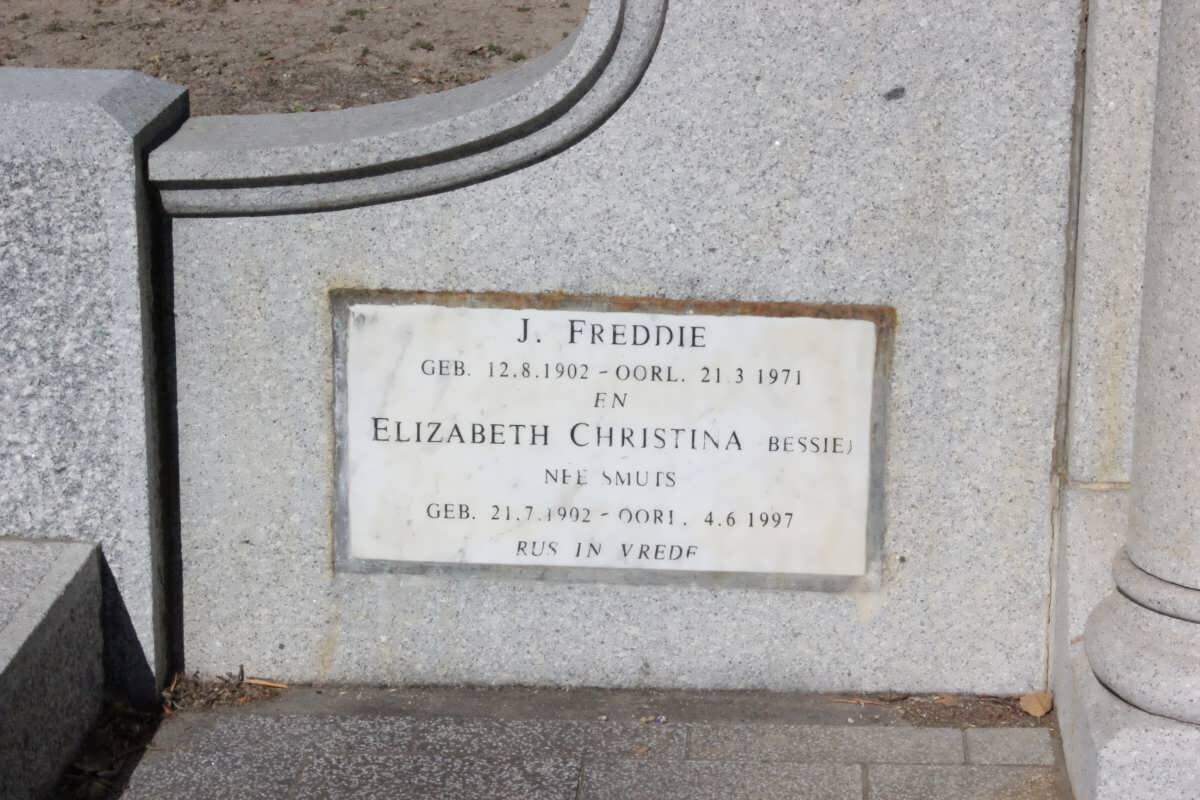 J. FREDDIE
GEB. 12.8.1902 - OORL. 21.3 1971
EN
ELIZABETH CHRISTINA BESSIE)
NEE SMUTS
GEB. 21.7.1902 - OORL. 4.6 1997
RUS IN VREDE